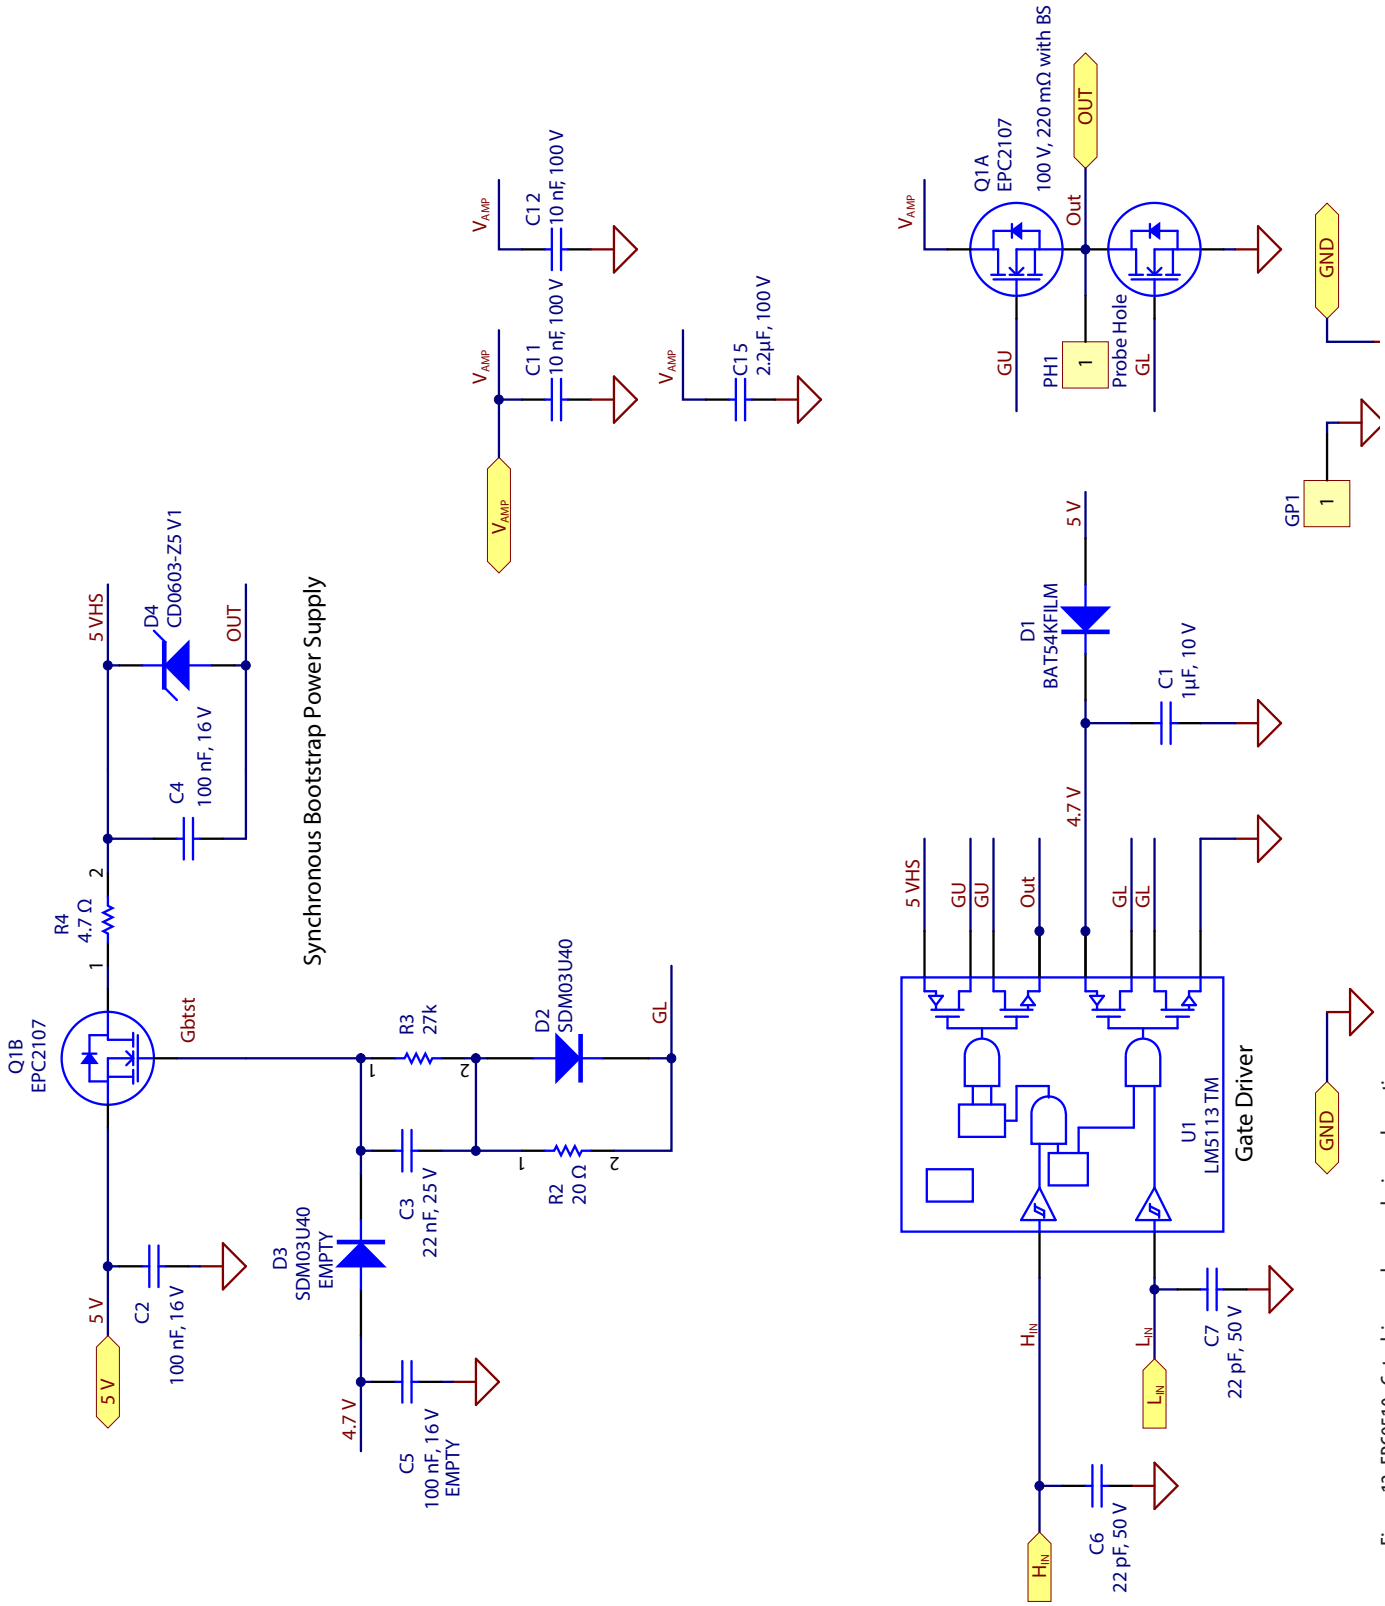 5 V
5 V
C2
100 nF, 16 V
Q1B
EPC2107
Gbtst
R4
4.7 Ω
1
2
C4
100 nF, 16 V
5 VHS
D4
CD0603-Z5 V1
OUT
4.7 V
C5
100 nF, 16 V
EMPTY
D3
SDM03U40
EMPTY
C3
22 nF, 25 V
1
R3
27k
2
1
R2
20 Ω
2
D2
SDM03U40
GL
Synchronous Bootstrap Power Supply
VAMP
VAMP
C11
10 nF, 100 V
VAMP
C12
10 nF, 100 V
VAMP
C15
2.2µF, 100 V
HIN
C6
22 pF, 50 V
HIN
LIN
LIN
C7
22 pF, 50 V
U1
LM5113 TM
Gate Driver
5 VHS
GU
GU
Out
4.7 V
GL
GL
D1
BAT54KFILM
5 V
C1
1µF, 10 V
VAMP
Q1A
EPC2107
100 V, 220 mΩ with BS
GU
Out
OUT
PH1
1
Probe Hole
GL
GND
GP1
1
GND